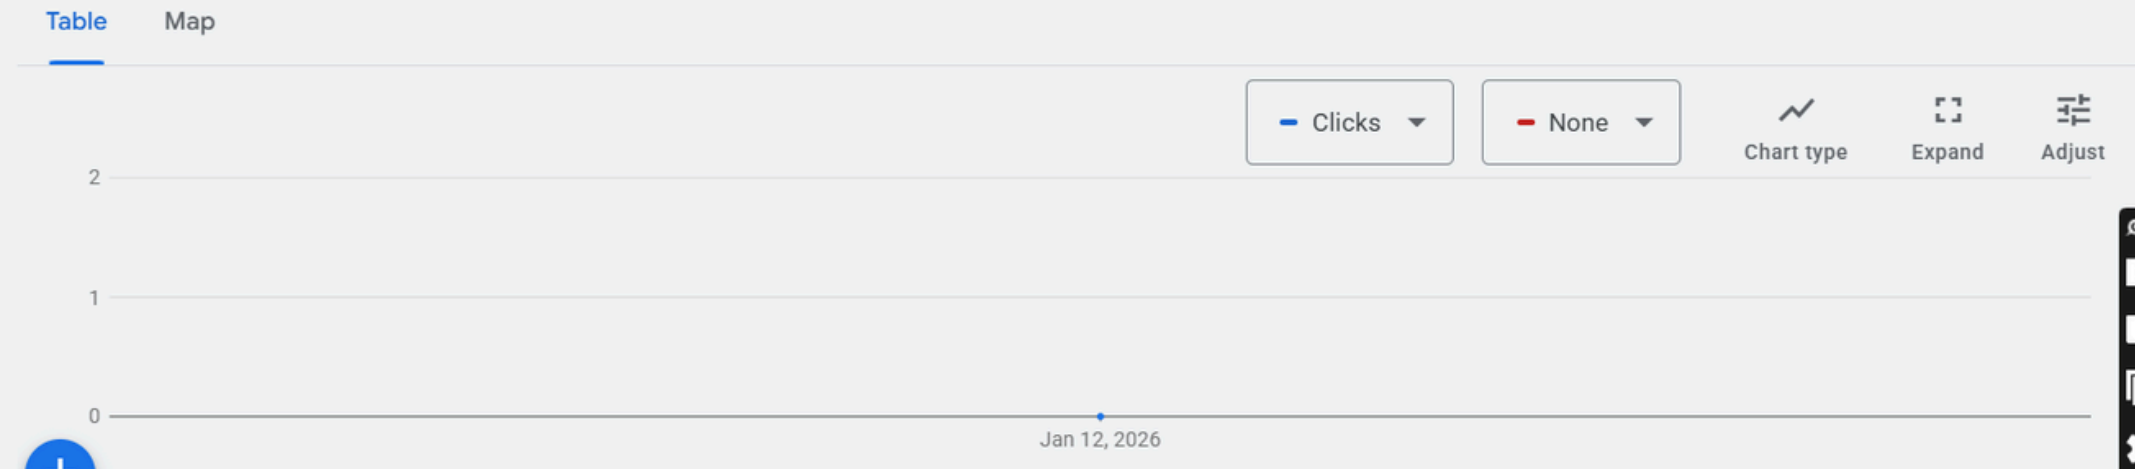 Table Map
Clicks
None
Chart type
Expand
Adjust
2
1
0
Jan 12, 2026